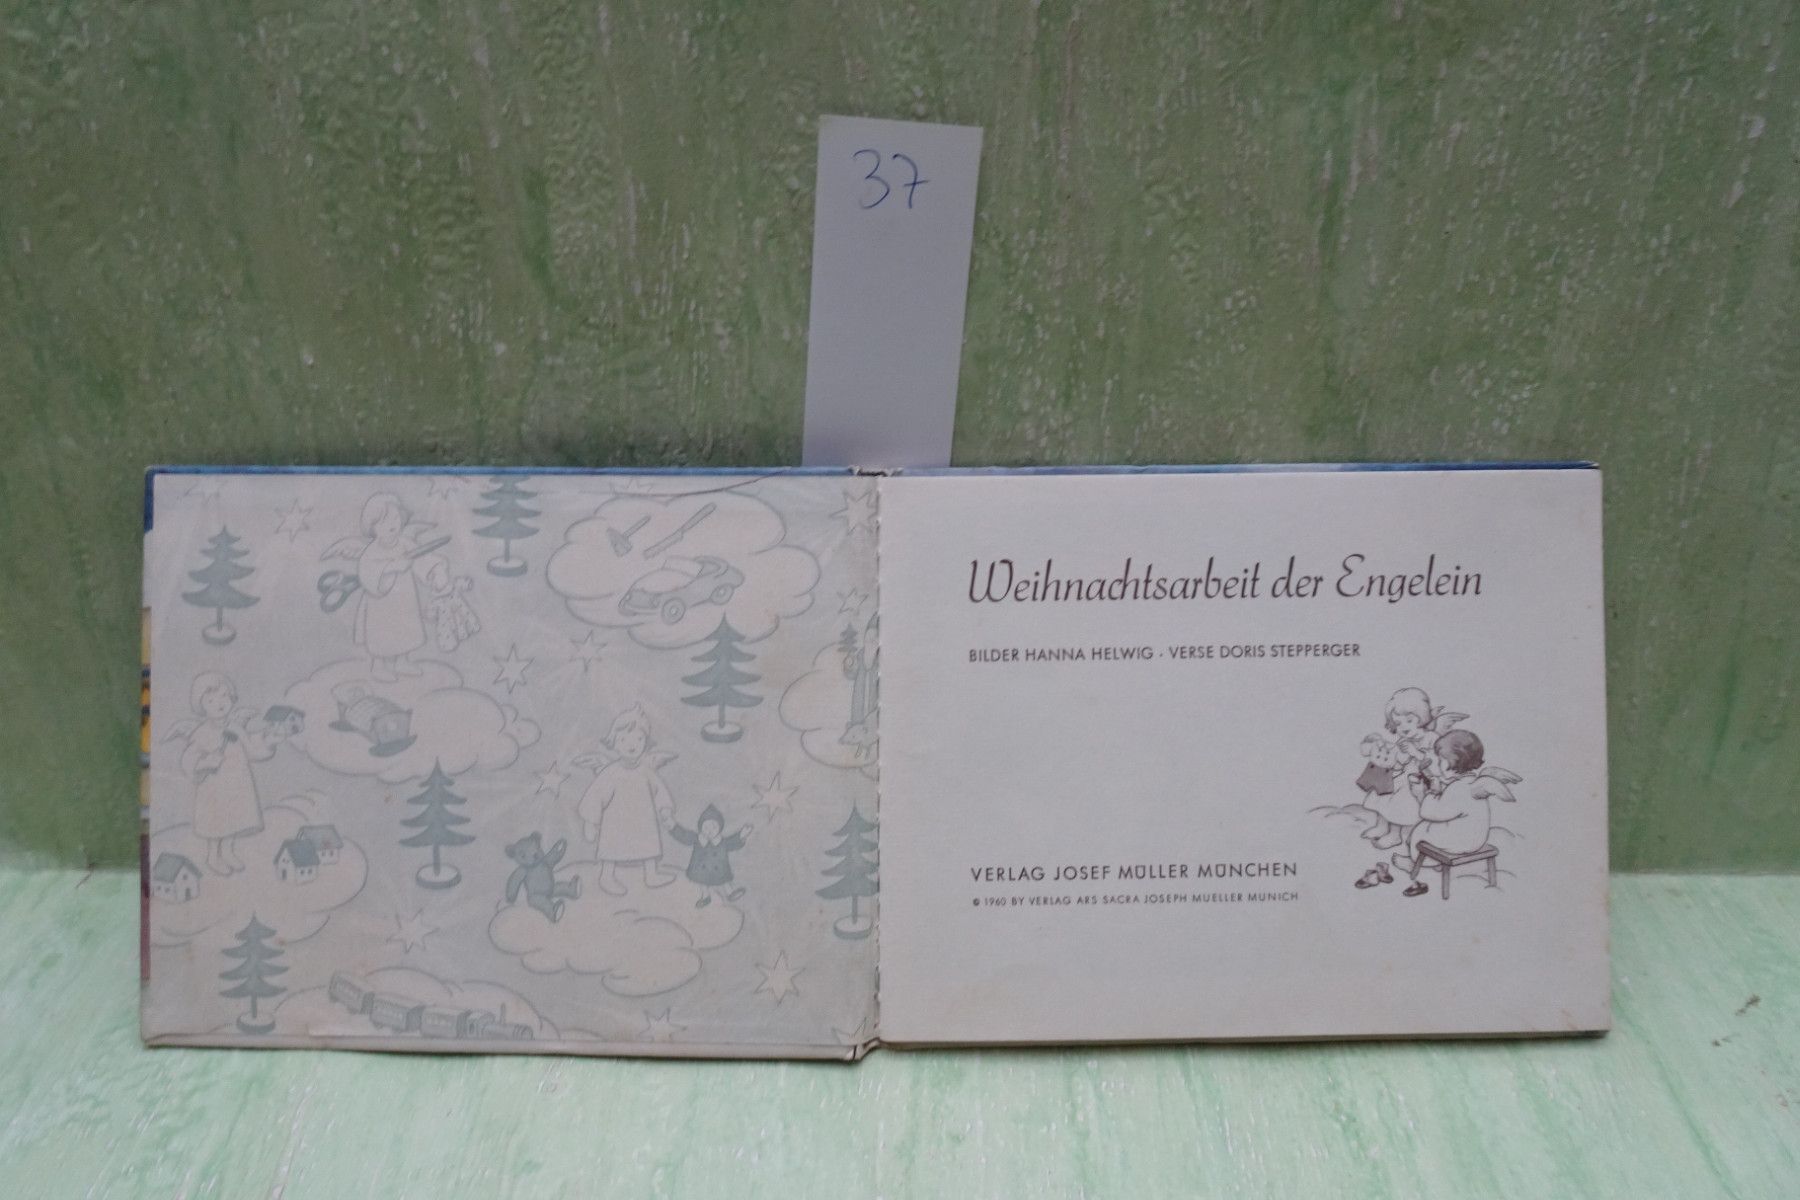 37
Weihnachtsarbeit der Engelein
BILDER HANNA HELWIG · VERSE DORIS STEPPERGER
VERLAG JOSEF MÜLLER MÜNCHEN
© 1960 BY VERLAG ARS SACRA JOSEPH MUELLER MUNICH